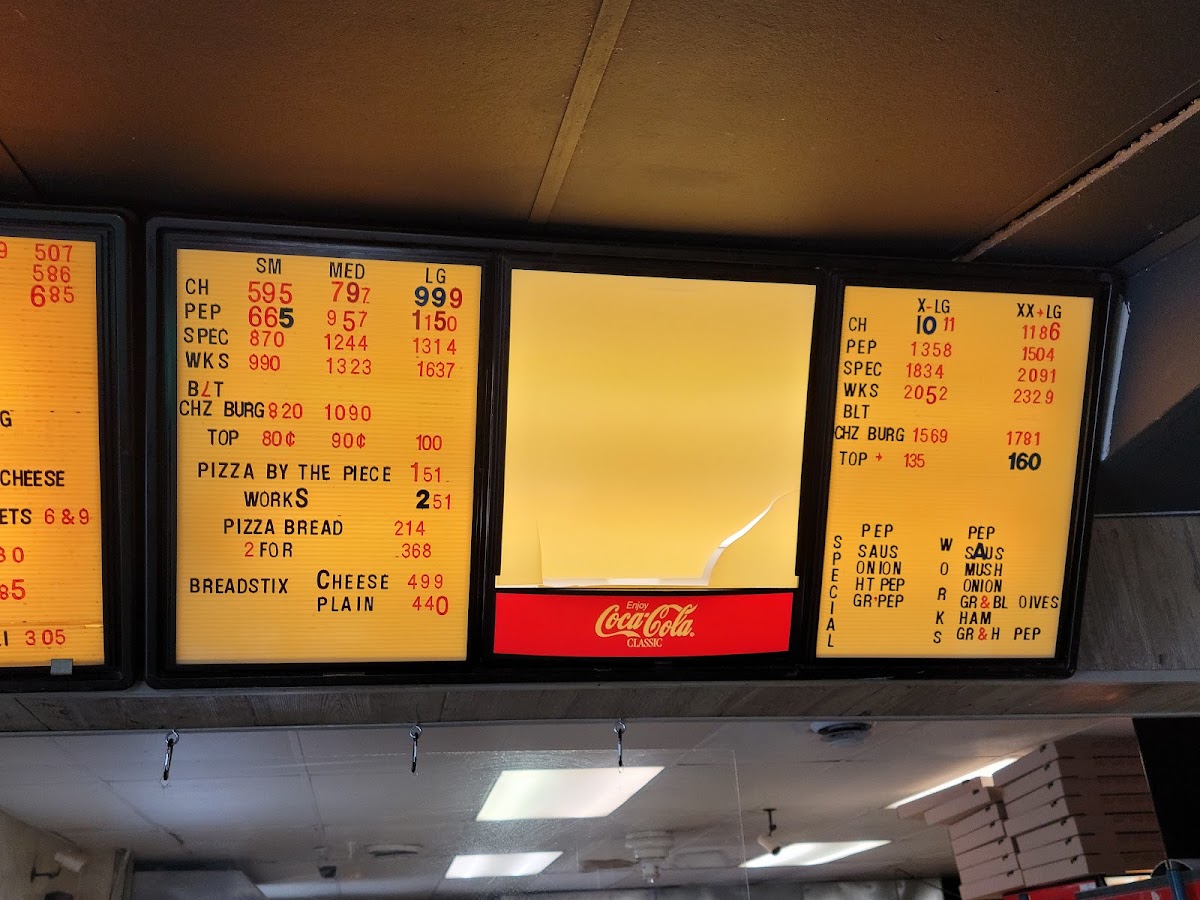 9 507
586
685
G
CHEESE
ETS 6 & 9
30
85
I 305
SM MED LG
CH 595 797 999
PEP 665 957 1150
SPEC 870 1244 1314
WKS 990 1323 1637
BLT
CHZ BURG 820 1090
TOP 80¢ 90¢ 100
PIZZA BY THE PIECE 151
WORKS 251
PIZZA BREAD 214
2 FOR .368
BREADSTIX CHEESE 499
PLAIN 440
Enjoy
Coca-Cola
CLASSIC
X-LG XX+LG
CH 10 11 1186
PEP 1358 1504
SPEC 1834 2091
WKS 2052 2329
BLT
CHZ BURG 1569 1781
TOP + 135 160
SPECIAL
PEP
SAUS
ONION
HT PEP
GR+PEP
WORKS
PEP
SAUS
MUSH
ONION
GR&BL OIVES
HAM
GR&H PEP